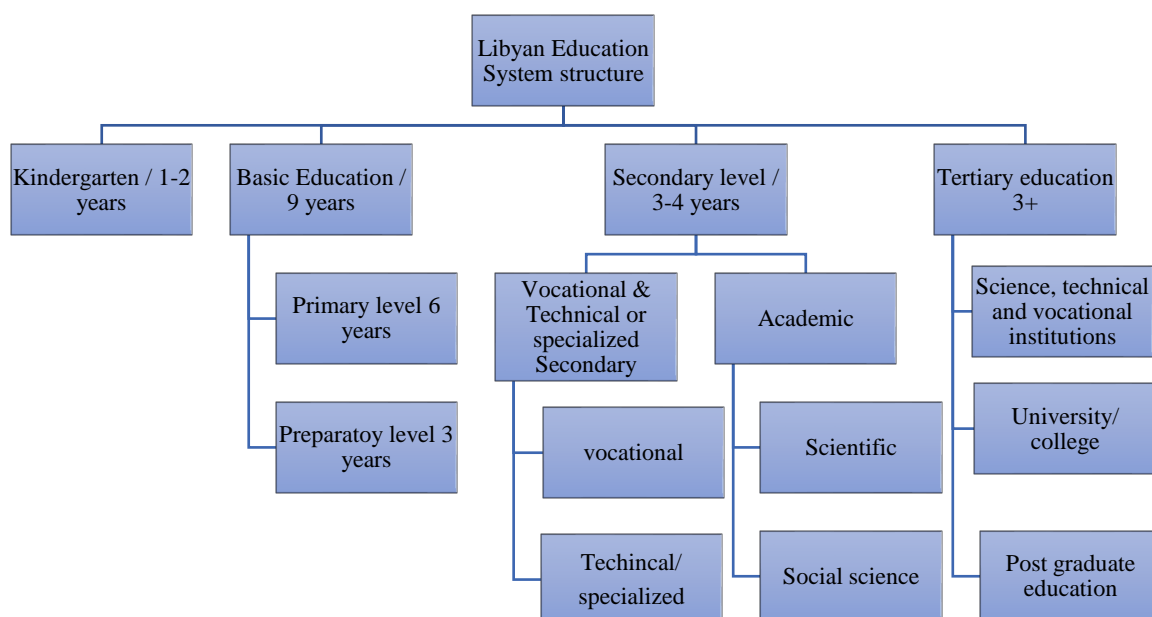 Libyan Education
System structure
Kindergarten / 1-2
years
Basic Education /
9 years
Secondary level /
3-4 years
Tertiary education
3+
Primary level 6
years
Preparatoy level 3
years
Vocational &
Technical or
specialized
Secondary
Academic
vocational
Techincal/
specialized
Scientific
Social science
Science, technical
and vocational
institutions
University/
college
Post graduate
education